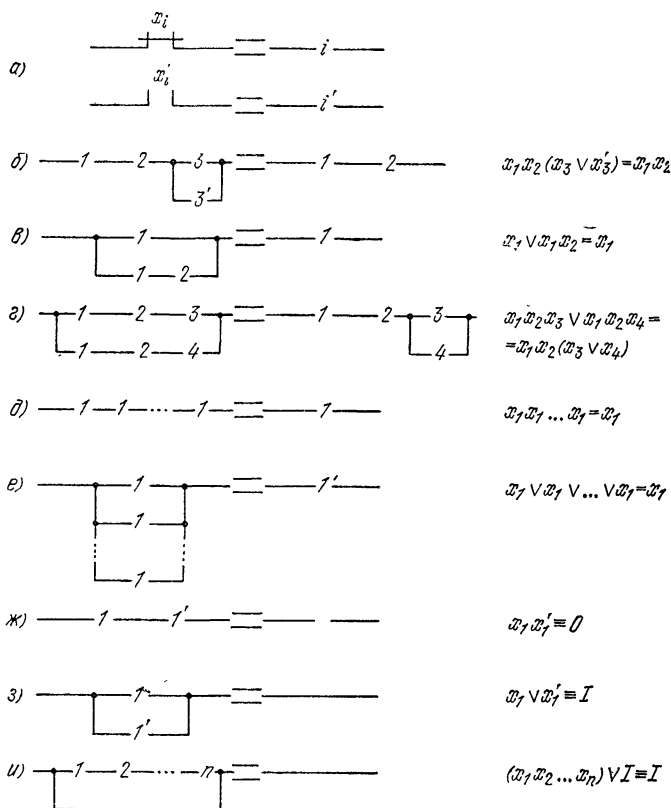 x_i
i
а)
x'_i
i'
б) 1 2 3 3' 1 2 x₁x₂(x₃ ∨ x'₃)=x₁x₂
в) 1 1 2 1 x₁ ∨ x₁x₂ = x₁
г) 1 2 3 1 2 3 x₁x₂x₃ ∨ x₁x₂x₄=
1 2 4 4 =x₁x₂(x₃ ∨ x₄)
д) 1 1 ... 1 1 x₁x₁...x₁=x₁
е) 1 1' x₁ ∨ x₁ ∨ ... ∨ x₁=x₁
1
1
ж) 1 1' x₁x'₁≡0
з) 1 x₁ ∨ x'₁≡I
1'
и) 1 2 ... n (x₁x₂...xₙ) ∨ I≡I